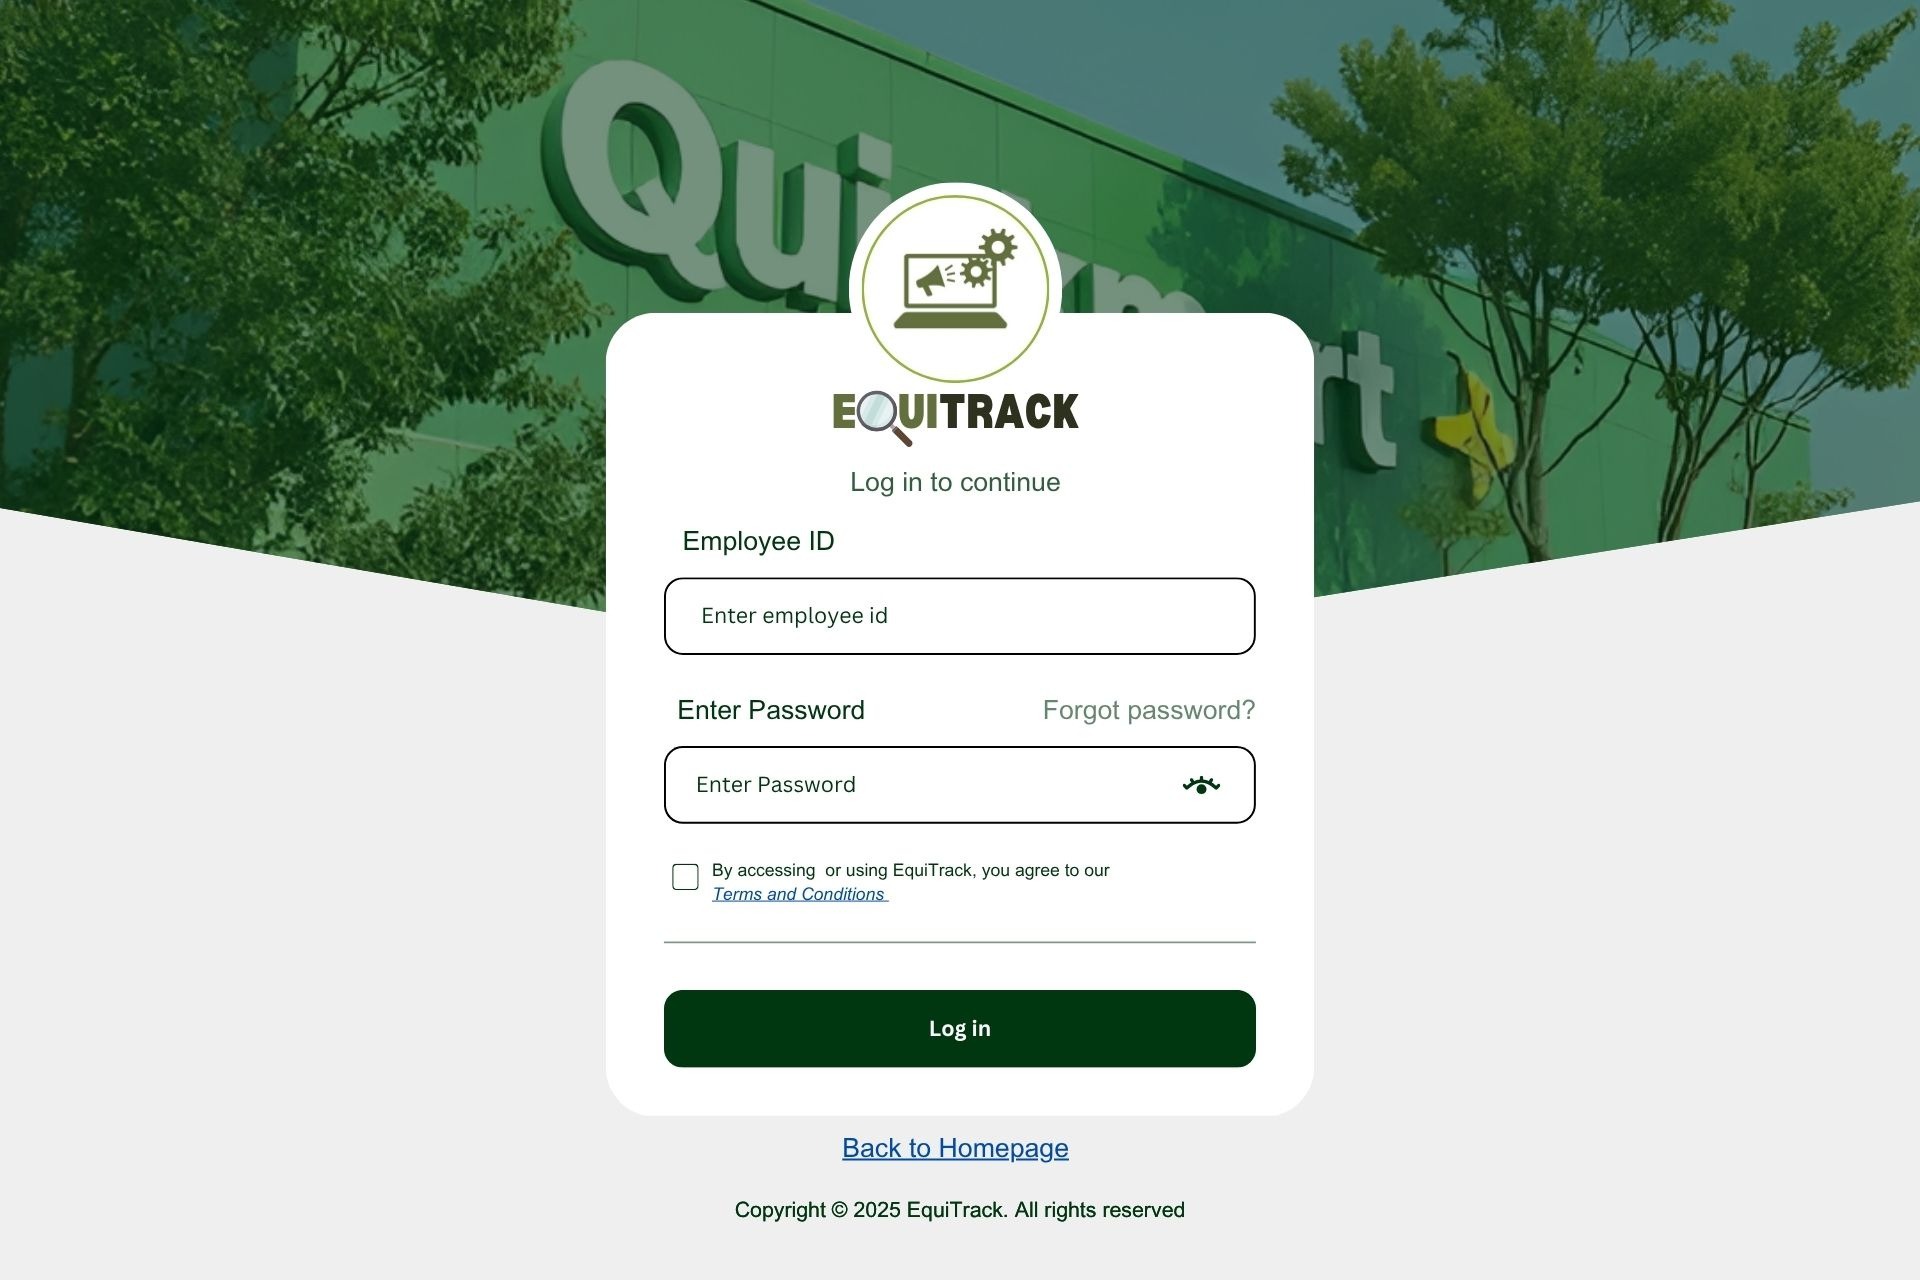 Qui
rt
EQUITRACK
Log in to continue
Employee ID
Enter employee id
Enter Password Forgot password?
Enter Password
By accessing  or using EquiTrack, you agree to our
Terms and Conditions
Log in
Back to Homepage
Copyright © 2025 EquiTrack. All rights reserved